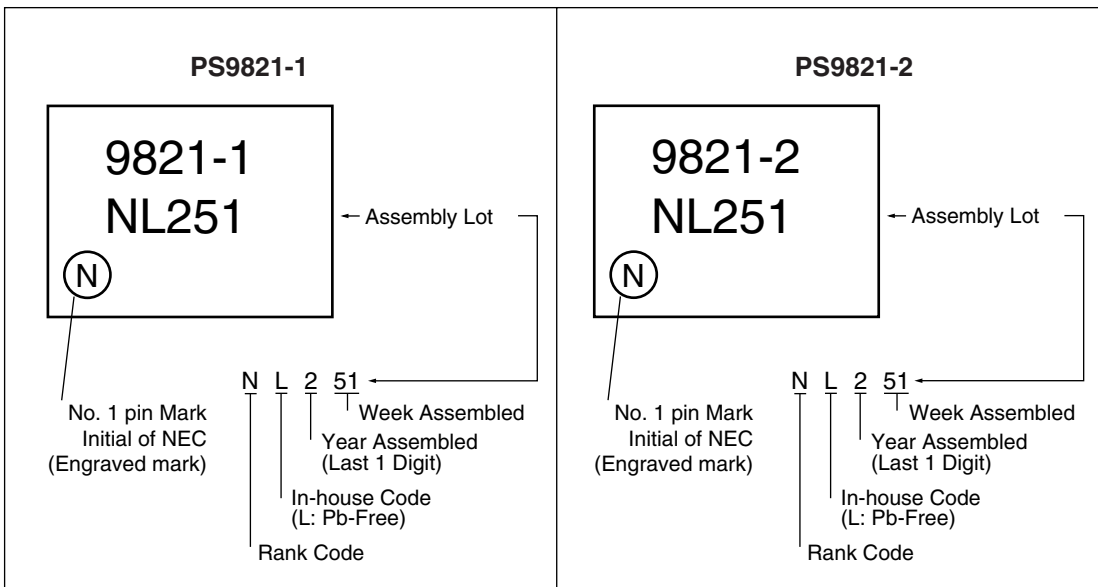 PS9821-1
9821-1
NL251
N
Assembly Lot
N L 2 51
Week Assembled
Year Assembled
(Last 1 Digit)
In-house Code
(L: Pb-Free)
Rank Code
No. 1 pin Mark
Initial of NEC
(Engraved mark)
PS9821-2
9821-2
NL251
N
Assembly Lot
N L 2 51
Week Assembled
Year Assembled
(Last 1 Digit)
In-house Code
(L: Pb-Free)
Rank Code
No. 1 pin Mark
Initial of NEC
(Engraved mark)